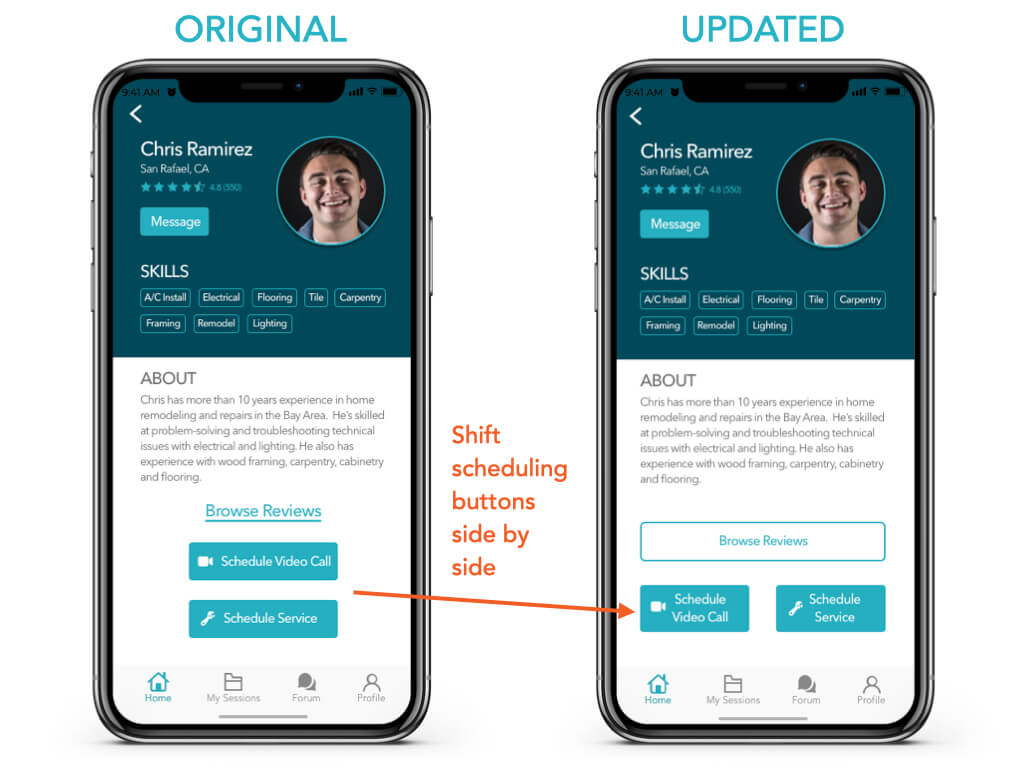 ORIGINAL
9:41 AM
Chris Ramirez
San Rafael, CA
4.8 (550)
Message
SKILLS
A/C Install Electrical Flooring Tile Carpentry
Framing Remodel Lighting
ABOUT
Chris has more than 10 years experience in home
remodeling and repairs in the Bay Area. He's skilled
at problem-solving and troubleshooting technical
issues with electrical and lighting. He also has
experience with wood framing, carpentry, cabinetry
and flooring.
Browse Reviews
Schedule Video Call
Schedule Service
Home My Sessions Forum Profile
Shift
scheduling
buttons
side by
side
UPDATED
9:41 AM
Chris Ramirez
San Rafael, CA
4.8 (550)
Message
SKILLS
A/C Install Electrical Flooring Tile Carpentry
Framing Remodel Lighting
ABOUT
Chris has more than 10 years experience in home
remodeling and repairs in the Bay Area. He's skilled
at problem-solving and troubleshooting technical
issues with electrical and lighting. He also has
experience with wood framing, carpentry, cabinetry
and flooring.
Browse Reviews
Schedule
Video Call
Schedule
Service
Home My Sessions Forum Profile